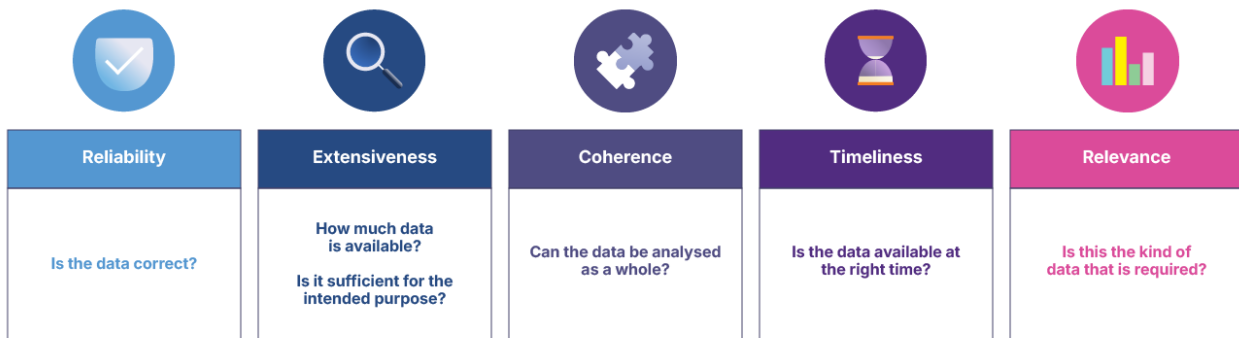 Reliability
Extensiveness
Coherence
Timeliness
Relevance
Is the data correct?
How much data
is available?
Is it sufficient for the
intended purpose?
Can the data be analysed
as a whole?
Is the data available at
the right time?
Is this the kind of
data that is required?